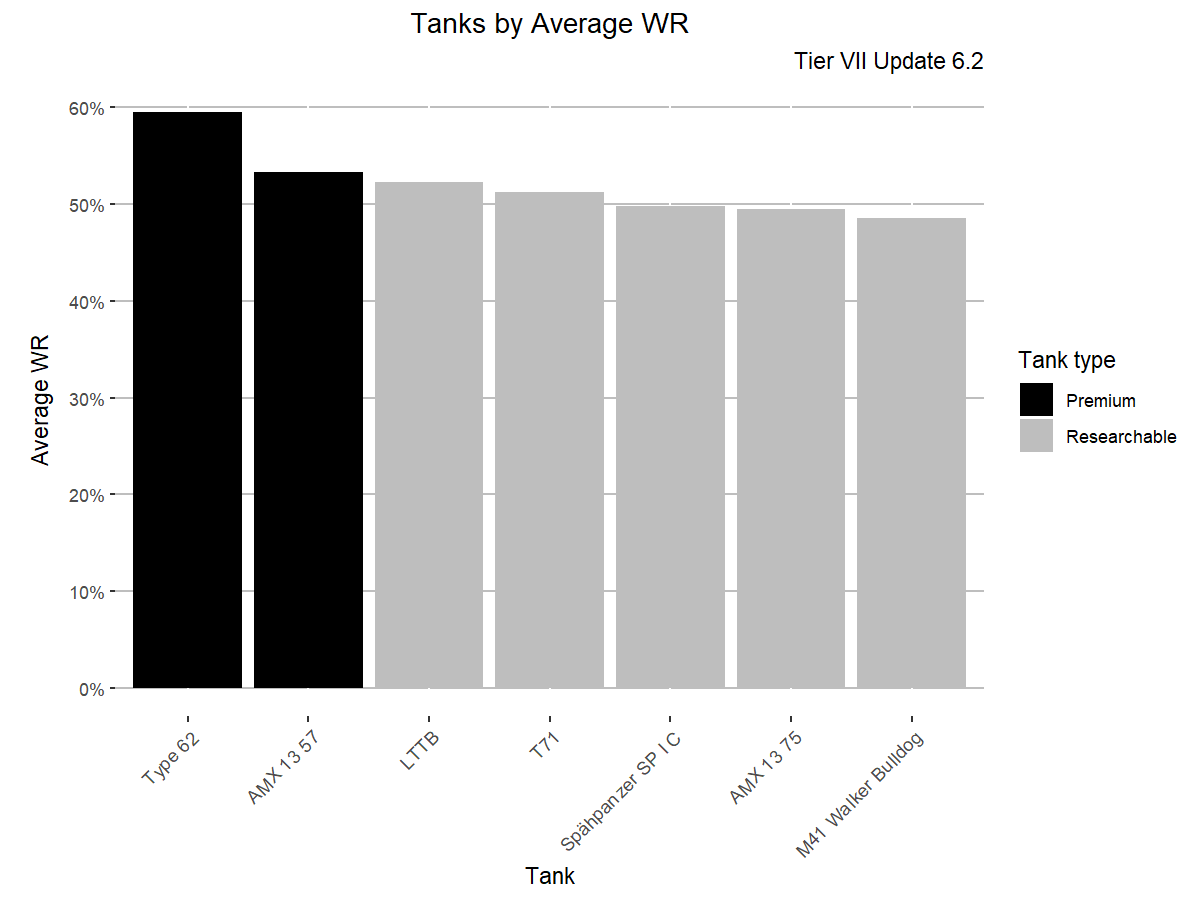 Tanks by Average WR
Tier VII Update 6.2
60%
50%
40%
30%
20%
10%
0%
Average WR
Type 62
AMX 13 57
LTTB
T71
Spähpanzer SP I C
AMX 13 75
M41 Walker Bulldog
Tank
Tank type
Premium
Researchable